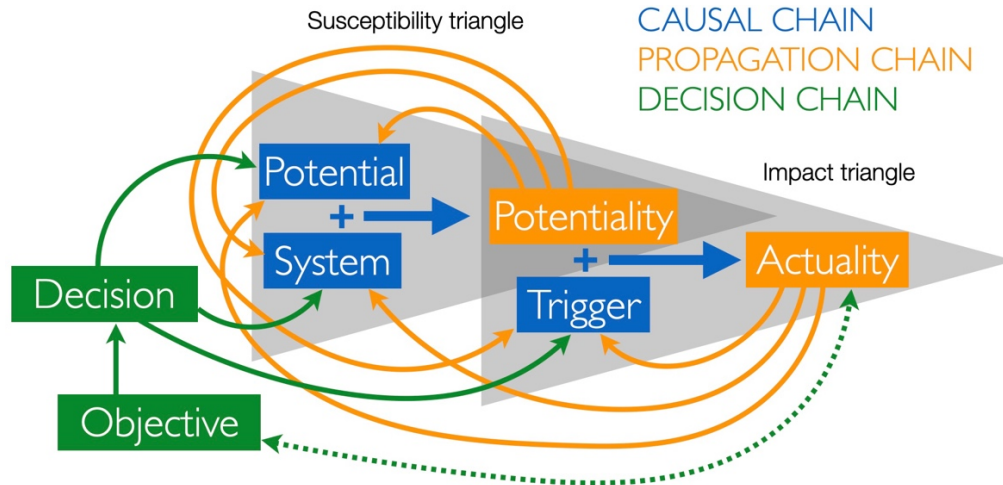 Susceptibility triangle
CAUSAL CHAIN
PROPAGATION CHAIN
DECISION CHAIN
Impact triangle
Potential
+
System
Potentiality
+
Trigger
Actuality
Decision
Objective